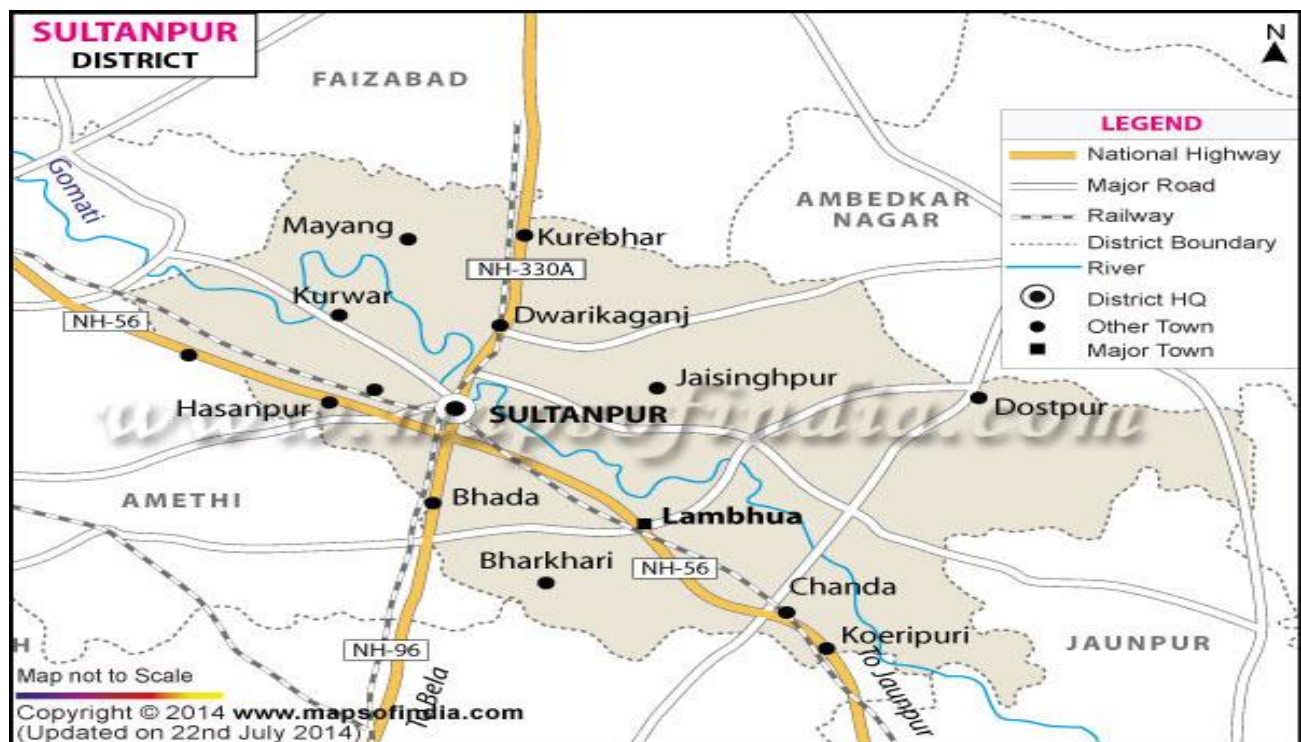 SULTANPUR
DISTRICT
FAIZABAD
N
LEGEND
National Highway
Major Road
Railway
District Boundary
River
District HQ
Other Town
Major Town
Gomati
AMBEDKAR
NAGAR
Mayang
Kurebhar
NH-330A
Kurwar
NH-56
Dwarikaganj
Jaisinghpur
Hasanpur
SULTANPUR
Dostpur
www.mapsofindia.com
AMETHI
Bhada
Lambhua
Bharkhari
NH-56
Chanda
Koeripuri
JAUNPUR
H
NH-96
To Bela
To Jaunpur
Map not to Scale
Copyright © 2014 www.mapsofindia.com
(Updated on 22nd July 2014)